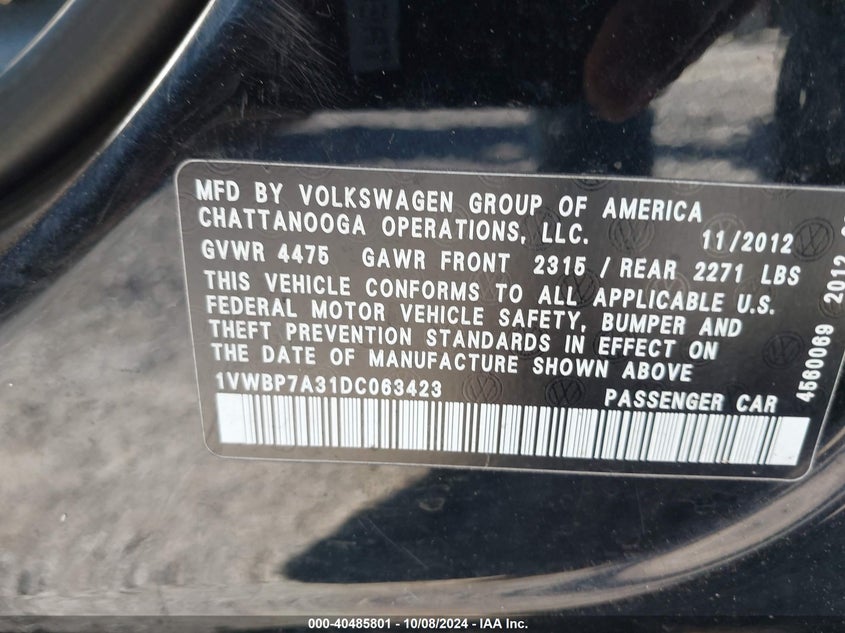 MFD BY VOLKSWAGEN GROUP OF AMERICA
CHATTANOOGA OPERATIONS, LLC. 11/2012
GVWR 4475 GAWR FRONT 2315 / REAR 2271 LBS
THIS VEHICLE CONFORMS TO ALL APPLICABLE U.S.
FEDERAL MOTOR VEHICLE SAFETY, BUMPER AND
THEFT PREVENTION STANDARDS IN EFFECT ON
THE DATE OF MANUFACTURE SHOWN ABOVE
1VWBP7A31DC063423 PASSENGER CAR
4560069 2012
000-40485801 - 10/08/2024 - IAA Inc.